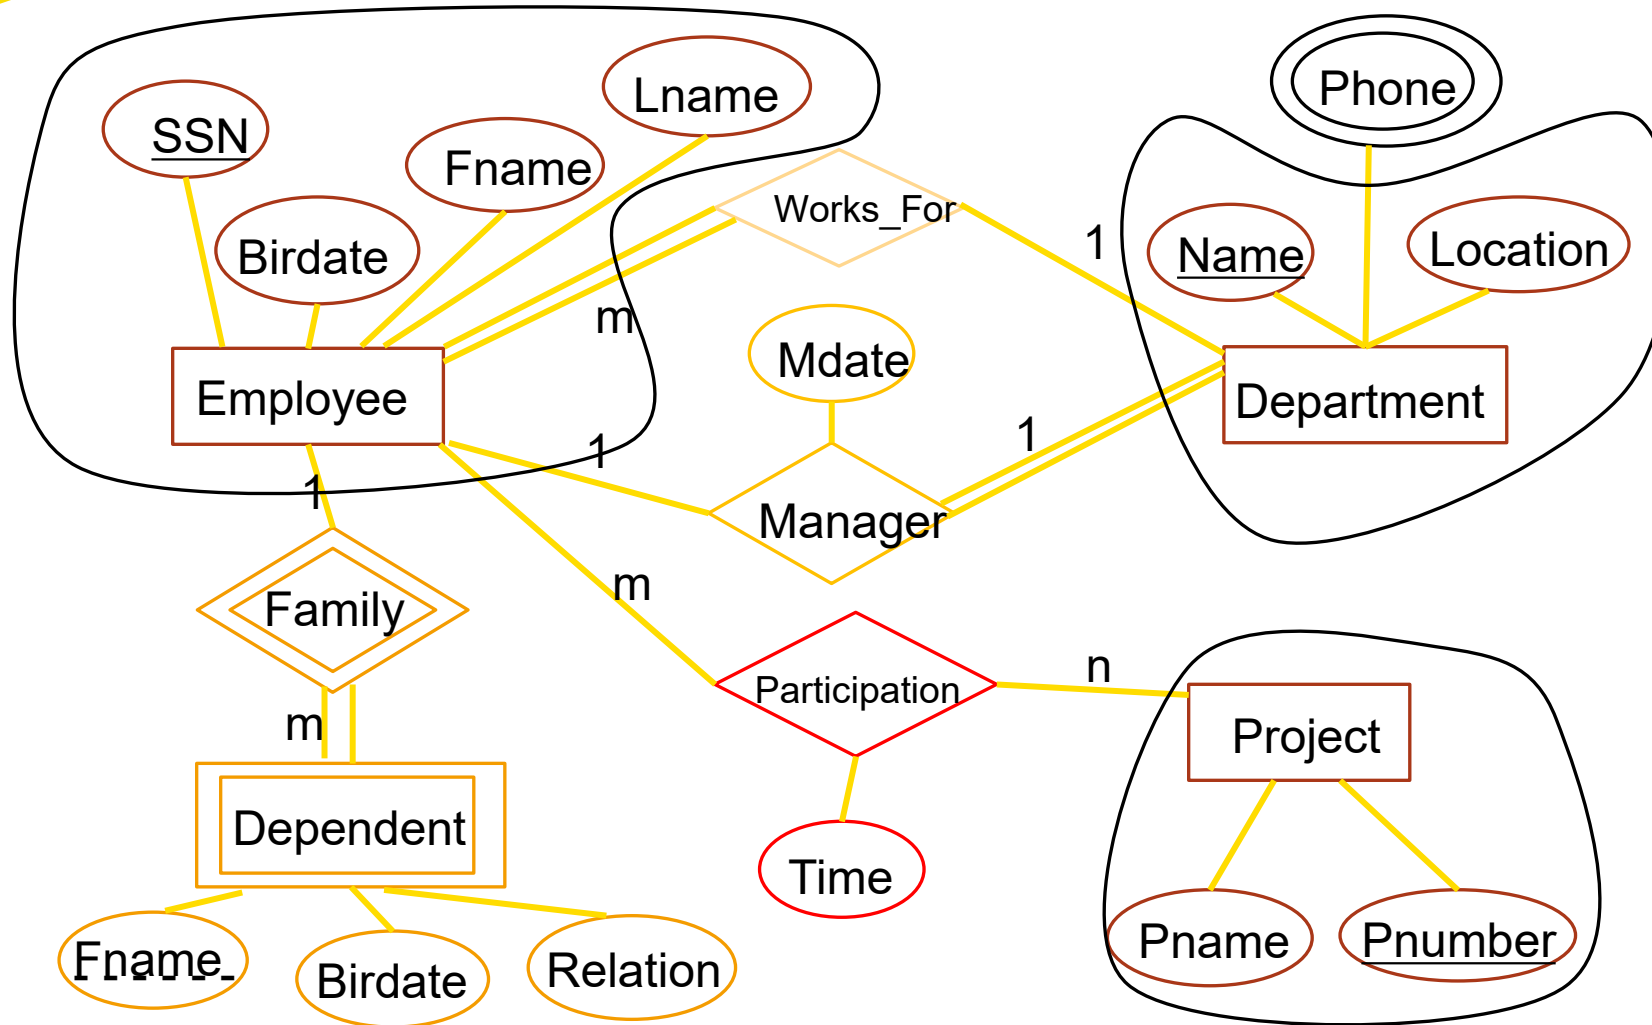 Phone
Lname
SSN
Fname
Works_For
1
Name
Location
Birdate
m
Mdate
Employee
Department
1
1
1
Manager
m
Family
n
Participation
m
Project
Dependent
Time
Pname
Pnumber
Fname
Birdate
Relation